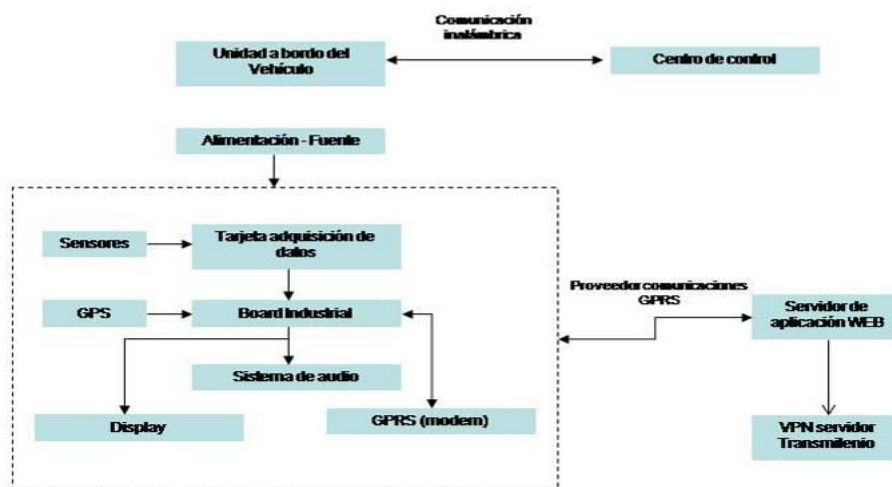 Comunicación
inalámbrica
Unidad a bordo del
Vehículo
Centro de control
Alimentación - Fuente
Sensores
Tarjeta adquisición de
datos
GPS
Board Industrial
Sistema de audio
Display
GPRS (modem)
Proveedor comunicaciones
GPRS
Servidor de
aplicación WEB
VPN servidor
Transmilenio